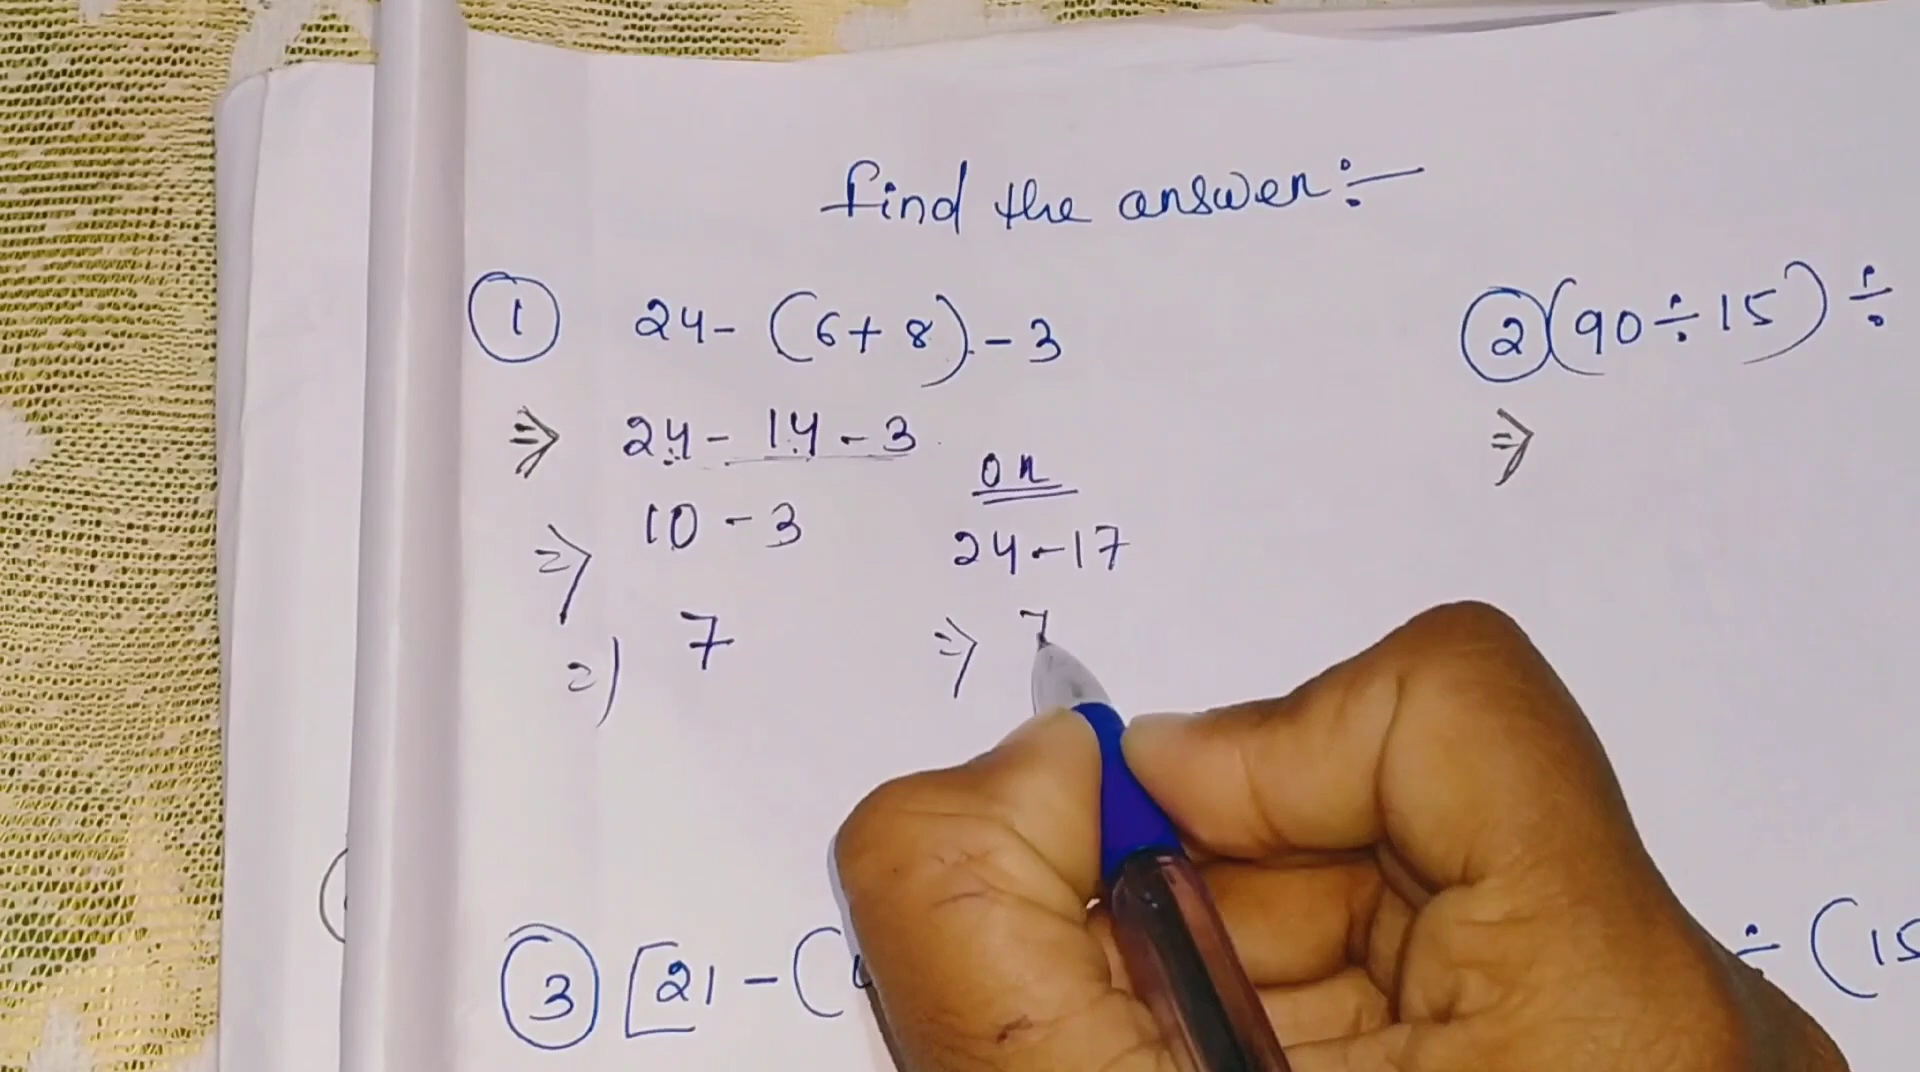 find the answer:-
① 24 - (6 + 8) - 3
⇒ 24 - 14 - 3
⇒ 10 - 3
⇒ 7
or
24 - 17
⇒ 7
② (90 ÷ 15) ÷
⇒
③ [21 - (
÷ (15